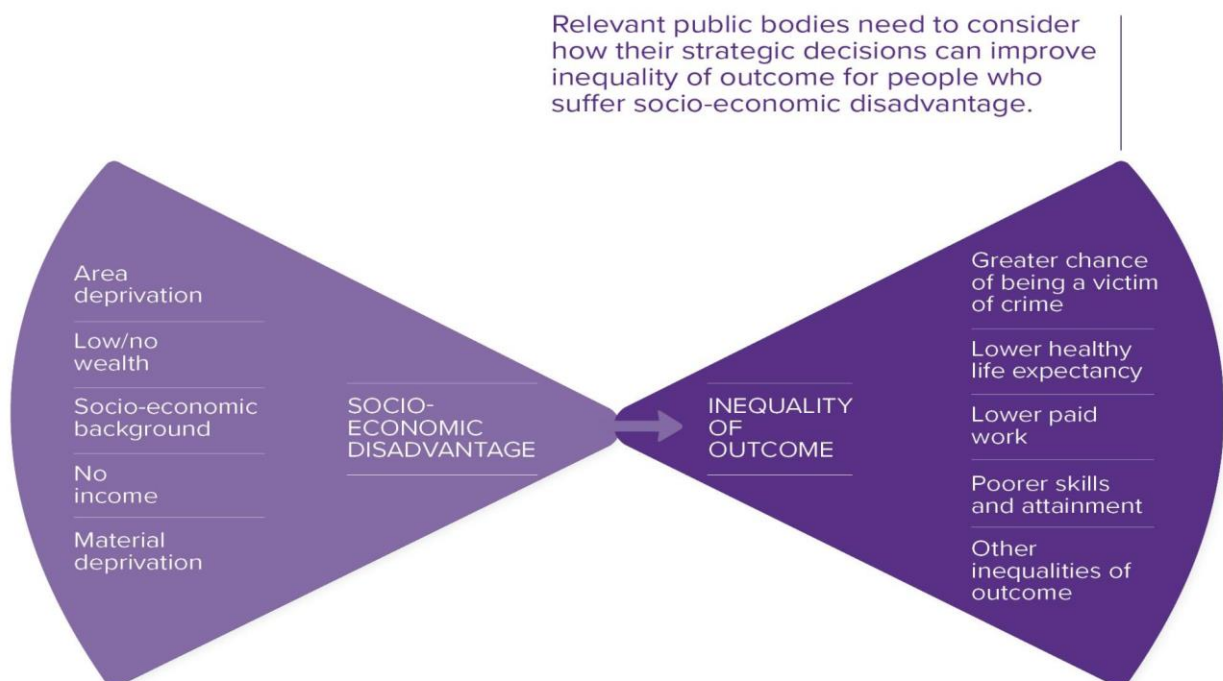 Relevant public bodies need to consider
how their strategic decisions can improve
inequality of outcome for people who
suffer socio-economic disadvantage.
Area
deprivation
Low/no
wealth
Socio-economic
background
No
income
Material
deprivation
SOCIO-
ECONOMIC
DISADVANTAGE
INEQUALITY
OF
OUTCOME
Greater chance
of being a victim
of crime
Lower healthy
life expectancy
Lower paid
work
Poorer skills
and attainment
Other
inequalities of
outcome